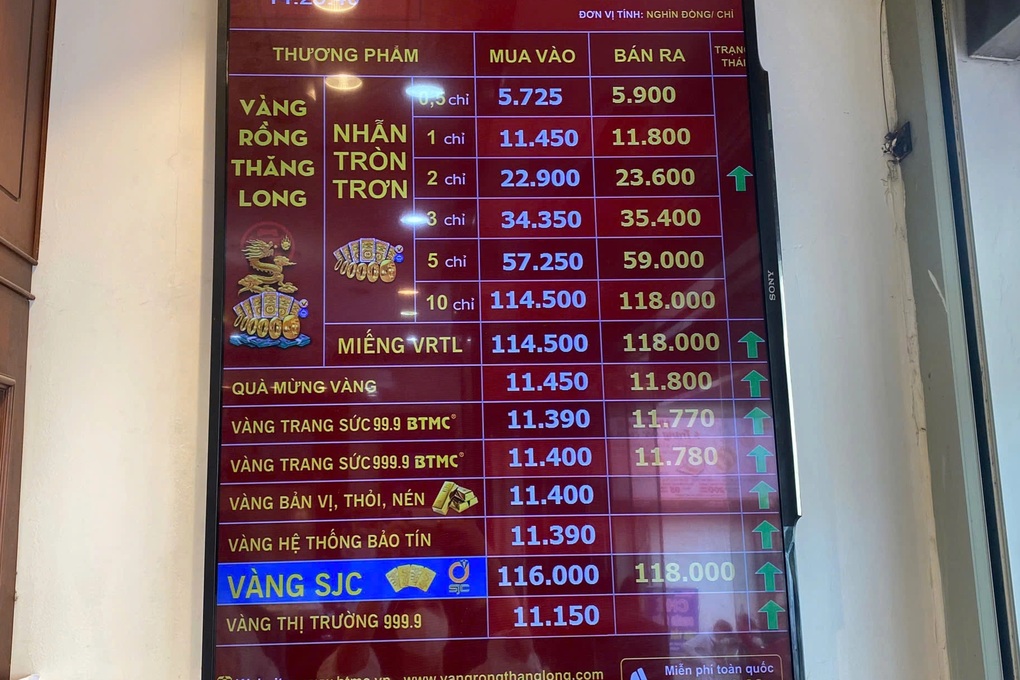 ĐƠN VỊ TÍNH: NGHÌN ĐỒNG/ CHỈ
THƯƠNG PHẨM MUA VÀO BÁN RA TRẠNG THÁI
VÀNG RỒNG THĂNG LONG
NHẪN TRÒN TRƠN
0,5 chỉ 5.725 5.900
1 chỉ 11.450 11.800
2 chỉ 22.900 23.600
3 chỉ 34.350 35.400
5 chỉ 57.250 59.000
10 chỉ 114.500 118.000
MIẾNG VRTL 114.500 118.000
QUÀ MỪNG VÀNG 11.450 11.800
VÀNG TRANG SỨC 99.9 BTMC 11.390 11.770
VÀNG TRANG SỨC 999.9 BTMC 11.400 11.780
VÀNG BẢN VỊ, THỎI, NÉN 11.400
VÀNG HỆ THỐNG BẢO TÍN 11.390
VÀNG SJC SJC 116.000 118.000
VÀNG THỊ TRƯỜNG 999.9 11.150
www.vangrongthanglong.com
Miễn phí toàn quốc
SONY